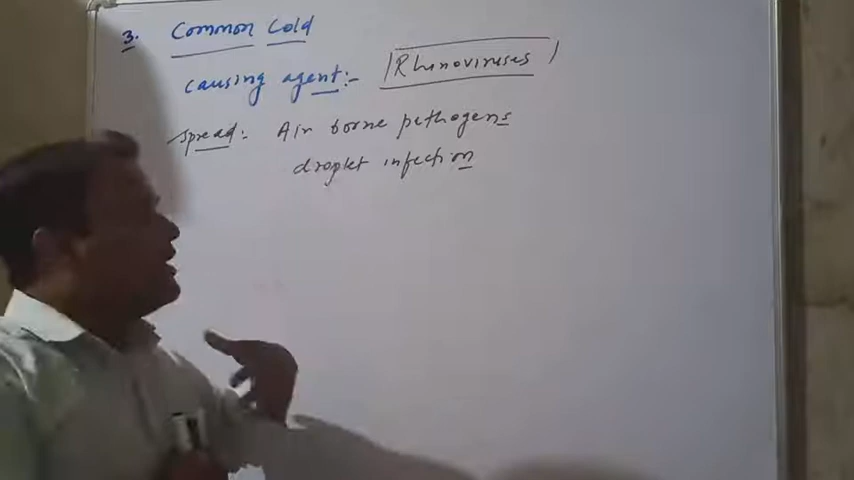 3. Common Cold
causing agent :- Rhinoviruses
spread :- Air borne pathogens
droplet infection